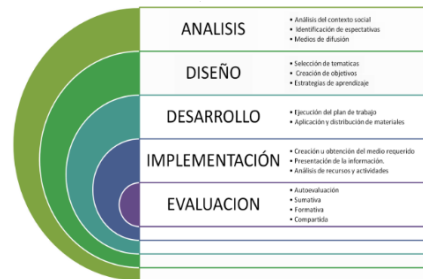 ANALISIS
• Análisis del contexto social
• Identificación de espectativas
• Medios de difusión
DISEÑO
• Selección de tematicas
• Creación de objetivos
• Estrategias de aprendizaje
DESARROLLO
• Ejecución del plan de trabajo
• Aplicación y distribución de materiales
IMPLEMENTACIÓN
• Creación u obtención del medio requerido
• Presentación de la información.
• Análisis de recursos y actividades
EVALUACION
• Autoevaluación
• Sumativa
• Formativa
• Compartida